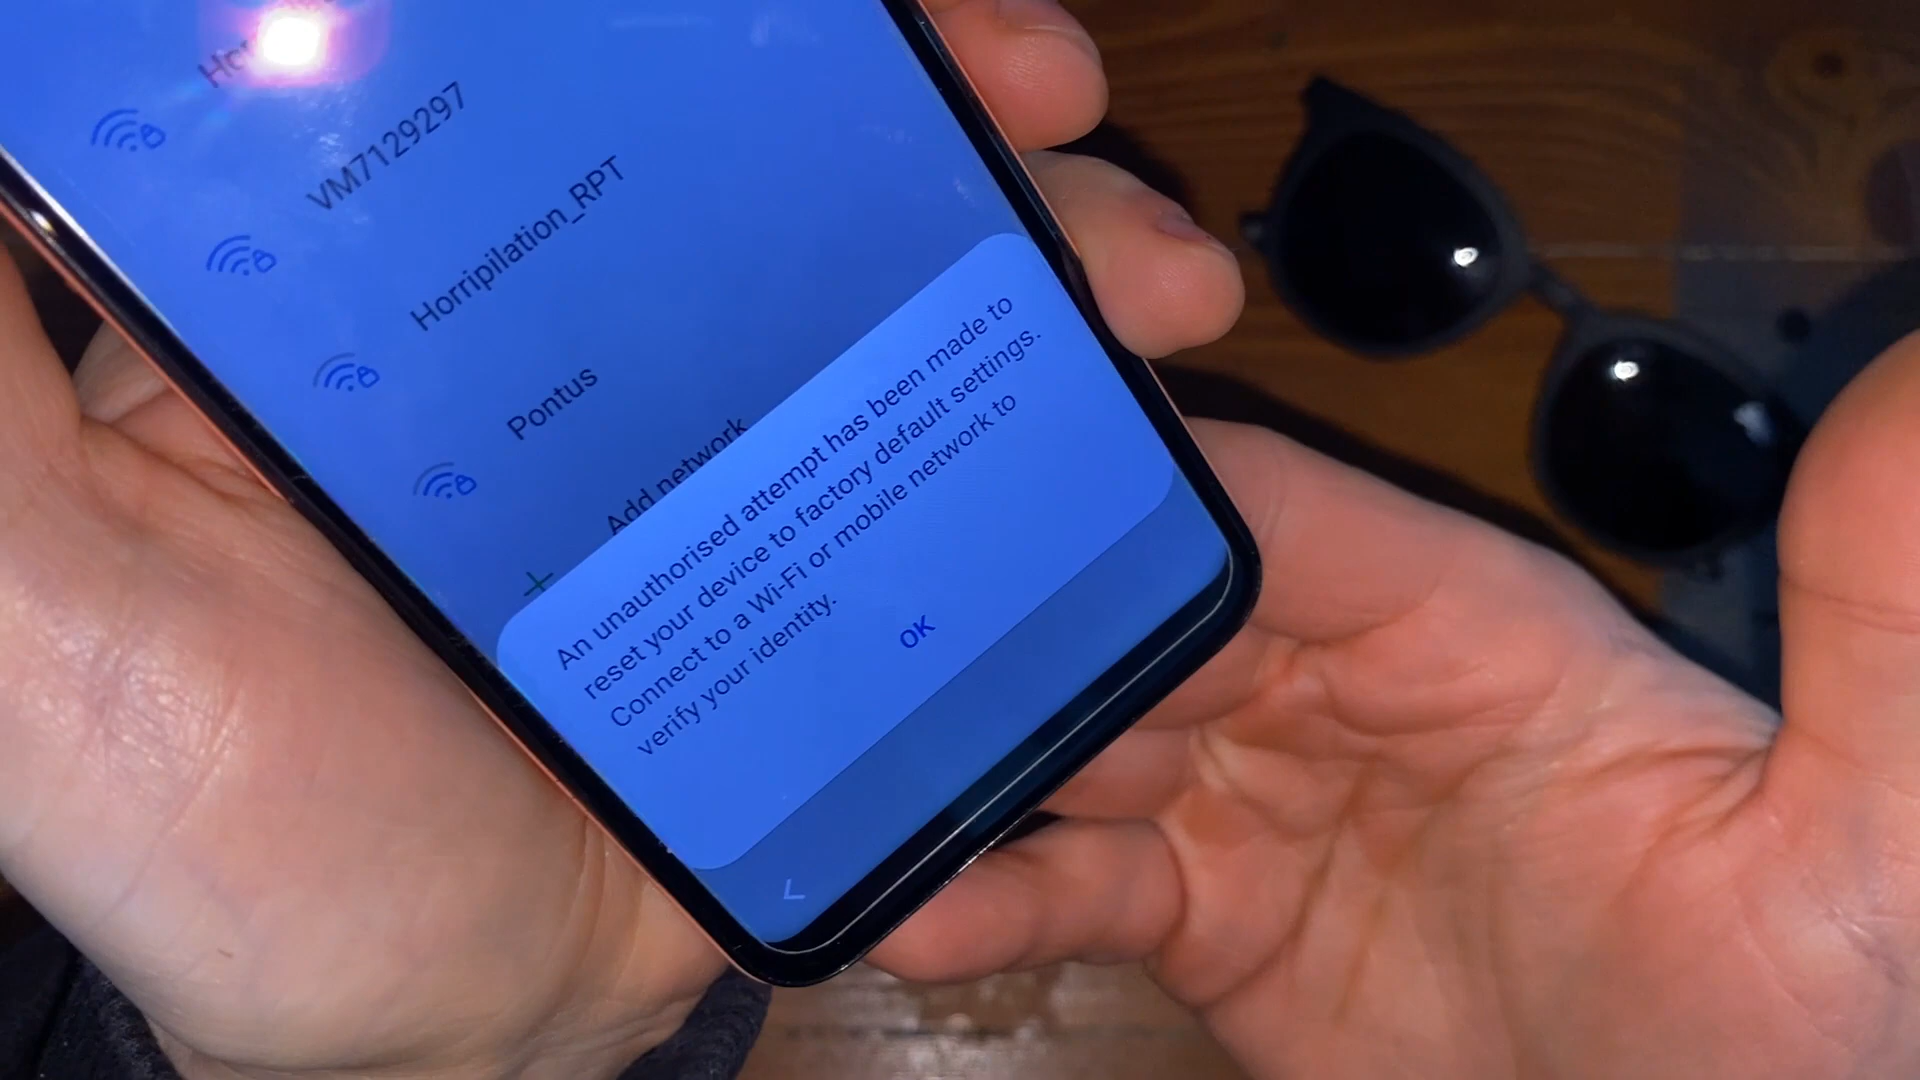 VM7129297
Horripilation_RPT
Pontus
Add network
An unauthorised attempt has been made to
reset your device to factory default settings.
Connect to a Wi-Fi or mobile network to
verify your identity.
OK